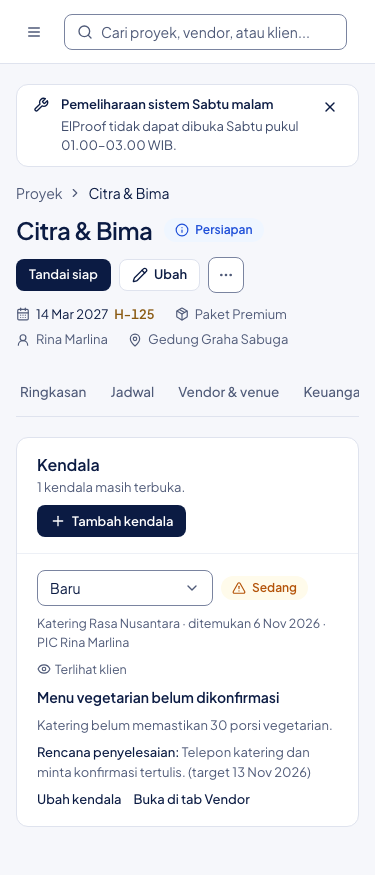 Cari proyek, vendor, atau klien...
Pemeliharaan sistem Sabtu malam
ElProof tidak dapat dibuka Sabtu pukul
01.00–03.00 WIB.
Proyek > Citra & Bima
Citra & Bima
Persiapan
Tandai siap
Ubah
14 Mar 2027 H-125
Paket Premium
Rina Marlina
Gedung Graha Sabuga
Ringkasan
Jadwal
Vendor & venue
Keuanga
Kendala
1 kendala masih terbuka.
Tambah kendala
Baru
Sedang
Katering Rasa Nusantara · ditemukan 6 Nov 2026 ·
PIC Rina Marlina
Terlihat klien
Menu vegetarian belum dikonfirmasi
Katering belum memastikan 30 porsi vegetarian.
Rencana penyelesaian: Telepon katering dan
minta konfirmasi tertulis. (target 13 Nov 2026)
Ubah kendala
Buka di tab Vendor